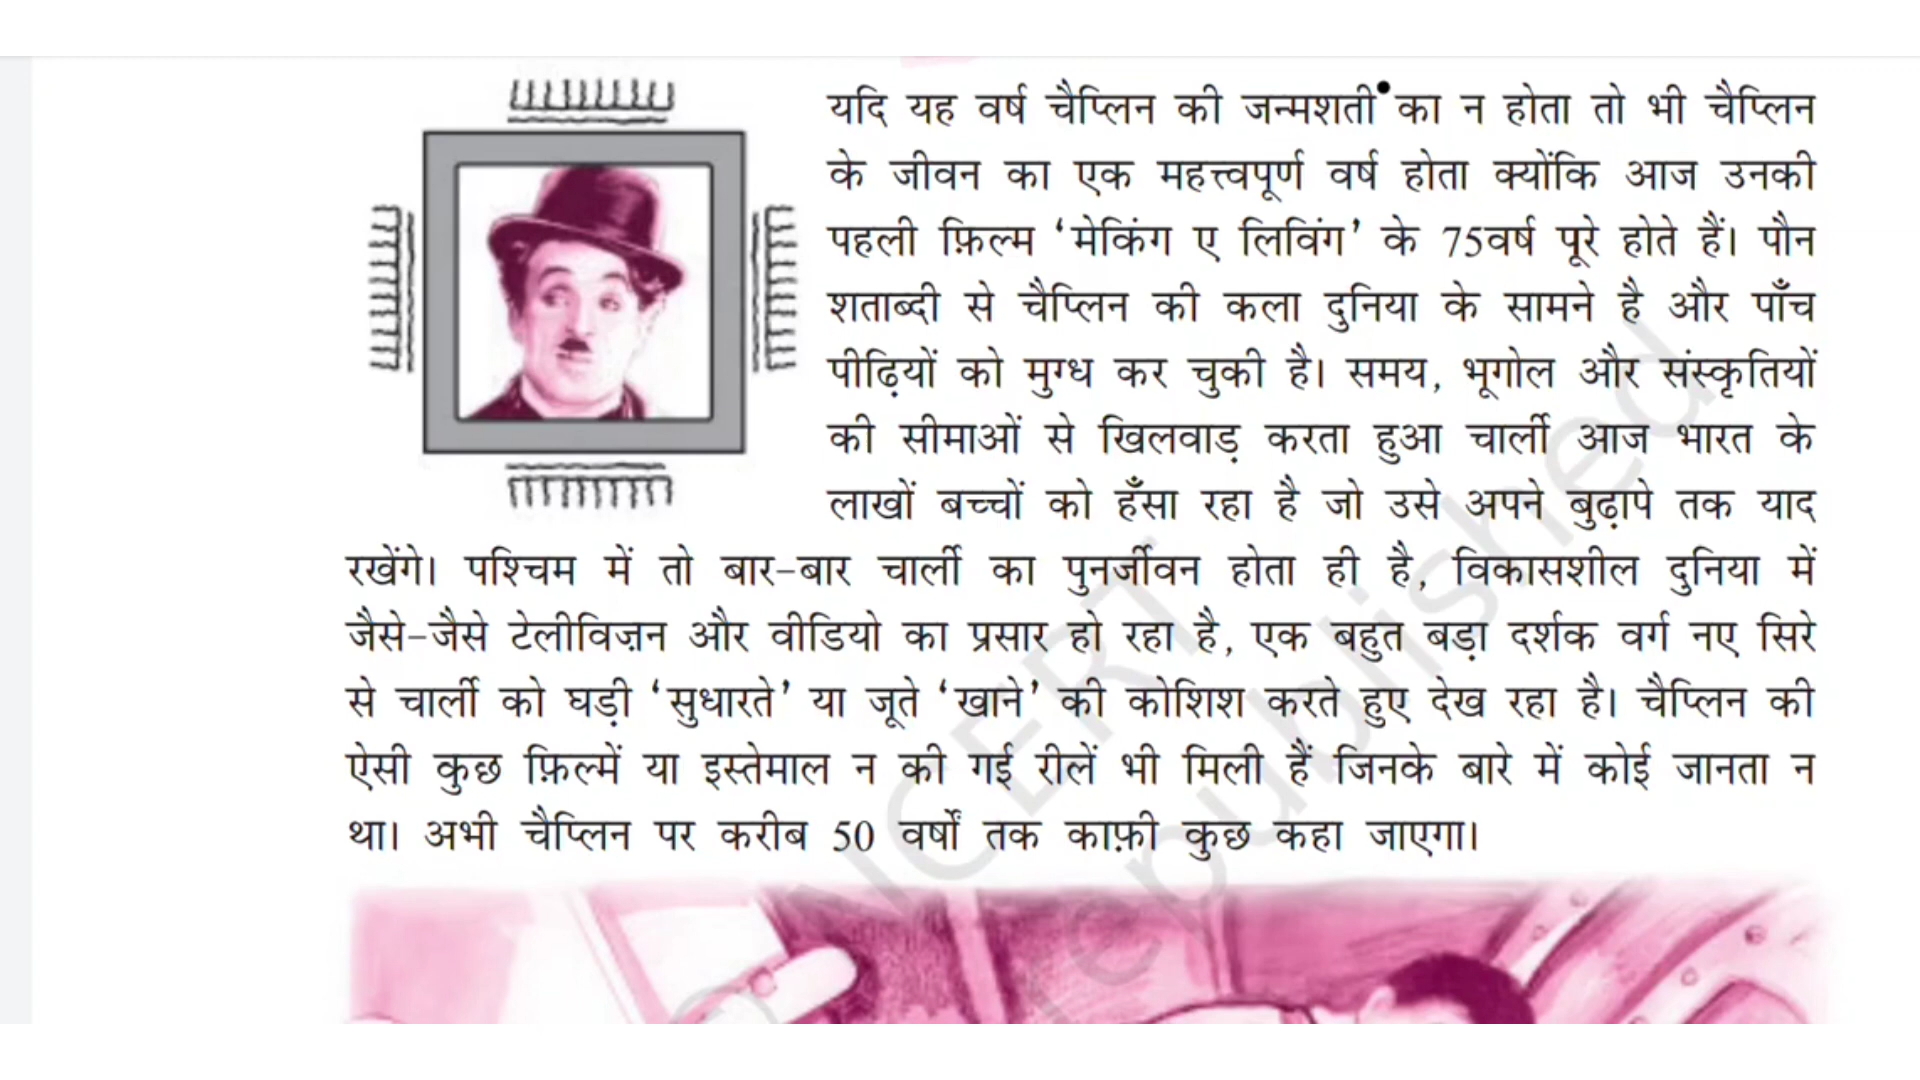 यदि यह वर्ष चैप्लिन की जन्मशती का न होता तो भी चैप्लिन
के जीवन का एक महत्त्वपूर्ण वर्ष होता क्योंकि आज उनकी
पहली फ़िल्म ‘मेकिंग ए लिविंग’ के 75वर्ष पूरे होते हैं। पौन
शताब्दी से चैप्लिन की कला दुनिया के सामने है और पाँच
पीढ़ियों को मुग्ध कर चुकी है। समय, भूगोल और संस्कृतियों
की सीमाओं से खिलवाड़ करता हुआ चार्ली आज भारत के
लाखों बच्चों को हँसा रहा है जो उसे अपने बुढ़ापे तक याद
रखेंगे। पश्चिम में तो बार-बार चार्ली का पुनर्जीवन होता ही है, विकासशील दुनिया में
जैसे-जैसे टेलीविज़न और वीडियो का प्रसार हो रहा है, एक बहुत बड़ा दर्शक वर्ग नए सिरे
से चार्ली को घड़ी ‘सुधारते’ या जूते ‘खाने’ की कोशिश करते हुए देख रहा है। चैप्लिन की
ऐसी कुछ फ़िल्में या इस्तेमाल न की गई रीलें भी मिली हैं जिनके बारे में कोई जानता न
था। अभी चैप्लिन पर करीब 50 वर्षों तक काफ़ी कुछ कहा जाएगा।
NCERT
republished